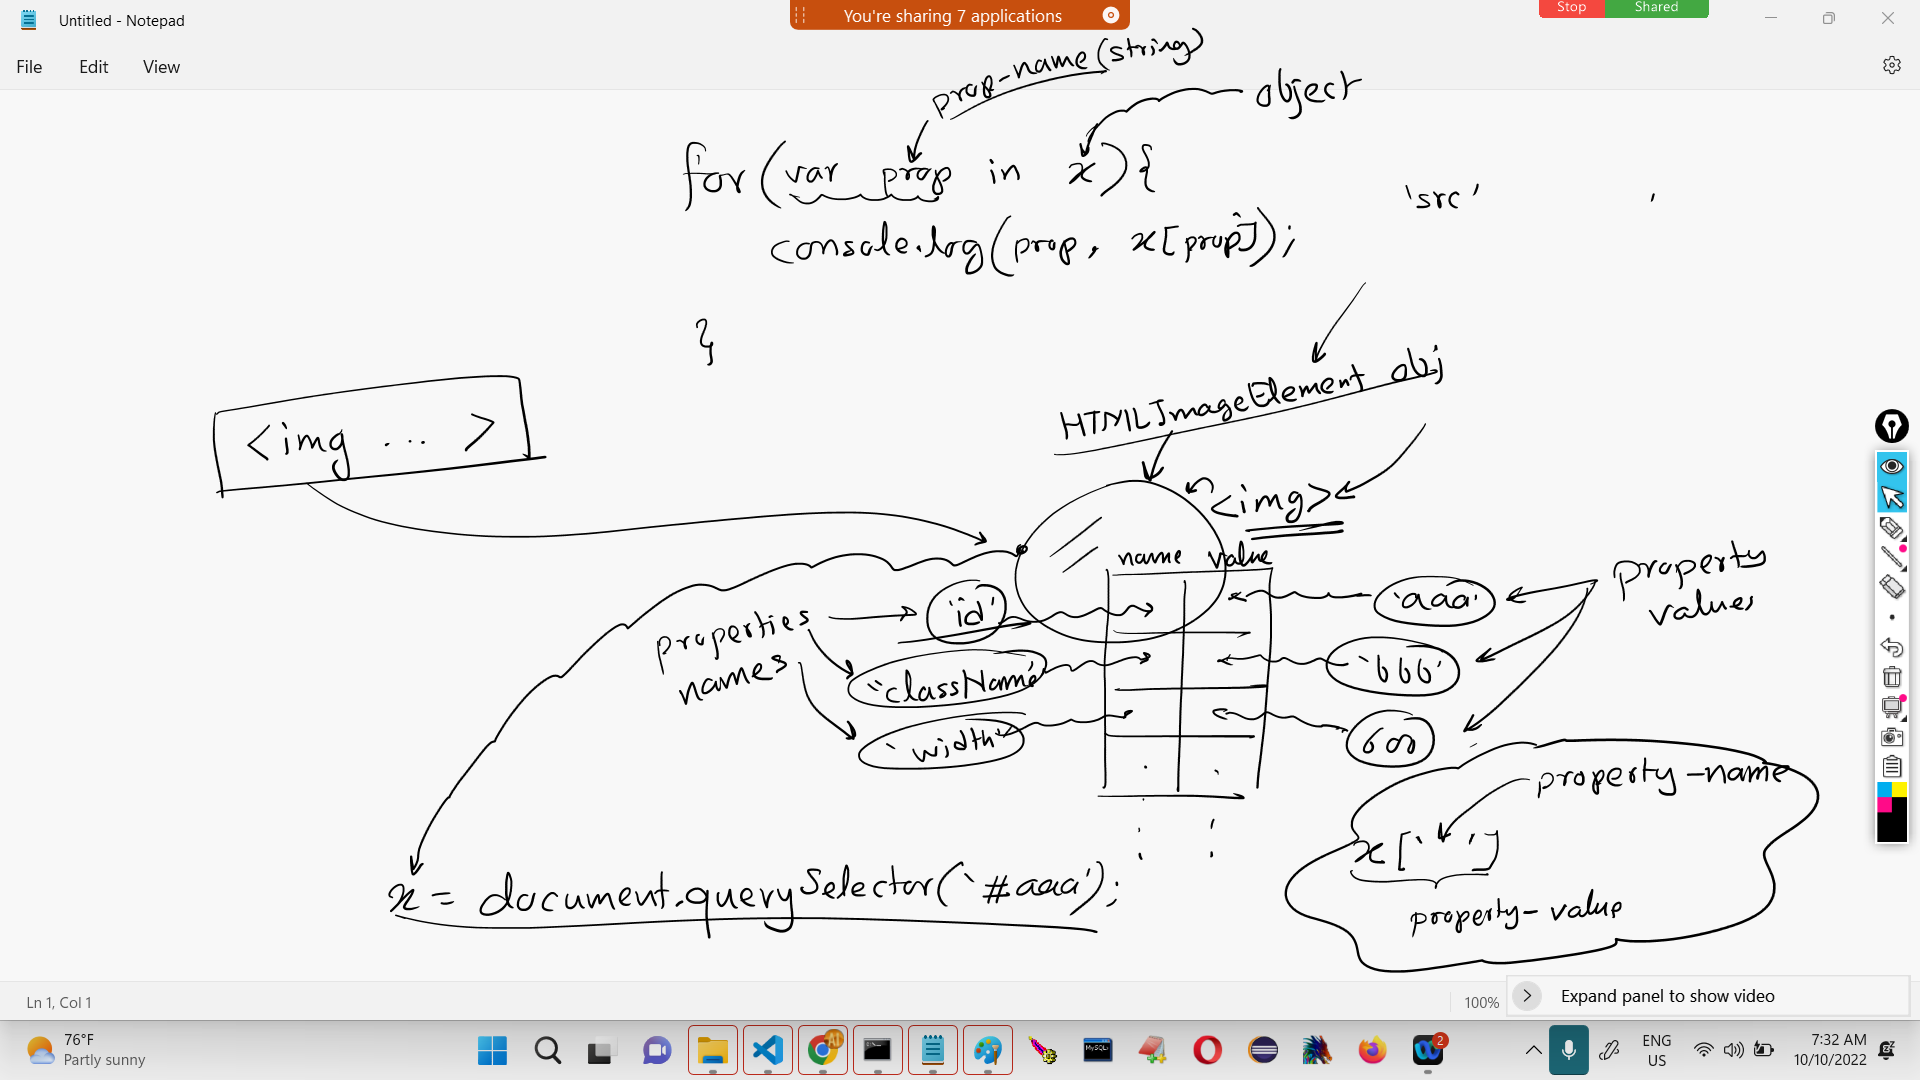 Untitled - Notepad
You're sharing 7 applications
Stop
Shared
File
Edit
View
prop-name (string)
object
for (var prop in x) {
'src'
'
console.log(prop, x[prop]);
}
HTMLImageElement obj
<img ... >
<img>
name value
property values
properties names
'id'
'aaa'
'className'
'bbb'
'width'
600
property-name
x[' ']
property-value
x = document.querySelector('#aaa');
Ln 1, Col 1
100%
Expand panel to show video
76°F
Partly sunny
MySQL
2
ENG
US
7:32 AM
10/10/2022